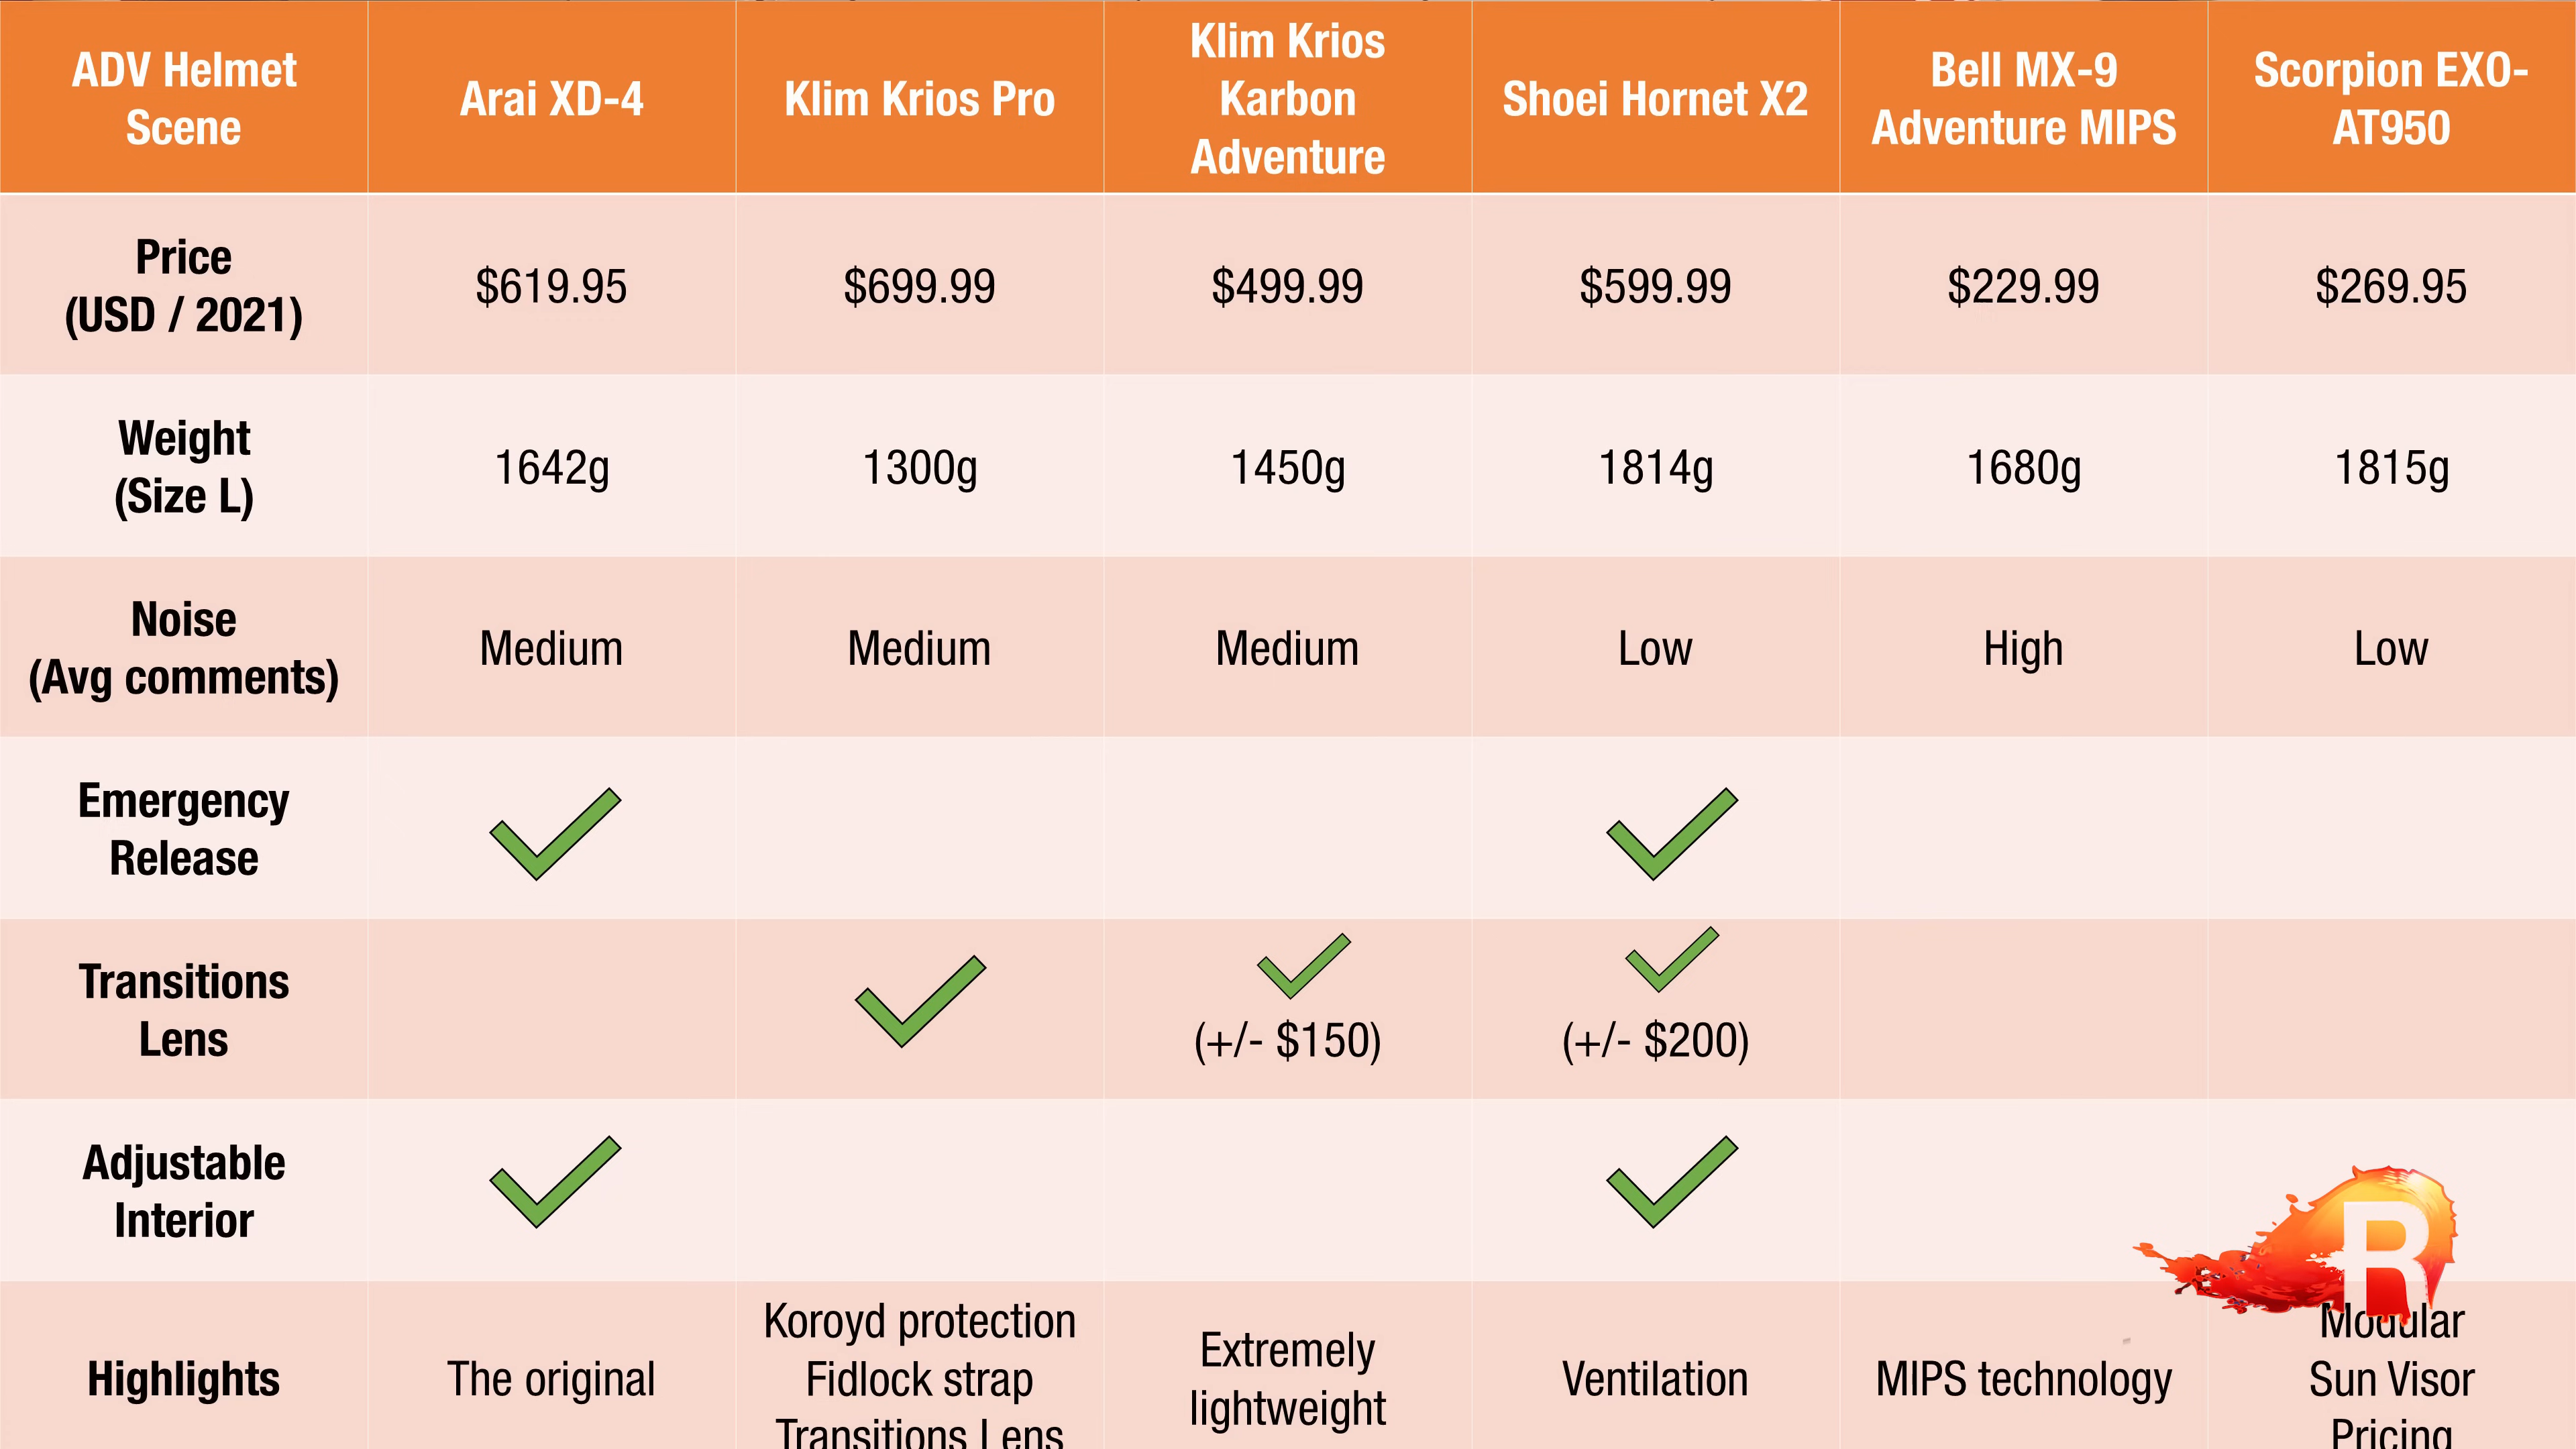 ADV Helmet
Scene
Arai XD-4
Klim Krios Pro
Klim Krios
Karbon
Adventure
Shoei Hornet X2
Bell MX-9
Adventure MIPS
Scorpion EXO-
AT950
Price
(USD / 2021)
$619.95
$699.99
$499.99
$599.99
$229.99
$269.95
Weight
(Size L)
1642g
1300g
1450g
1814g
1680g
1815g
Noise
(Avg comments)
Medium
Medium
Medium
Low
High
Low
Emergency
Release
Transitions
Lens
(+/- $150)
(+/- $200)
Adjustable
Interior
R
Highlights
The original
Koroyd protection
Fidlock strap
Transitions Lens
Extremely
lightweight
Ventilation
MIPS technology
Modular
Sun Visor
Pricing